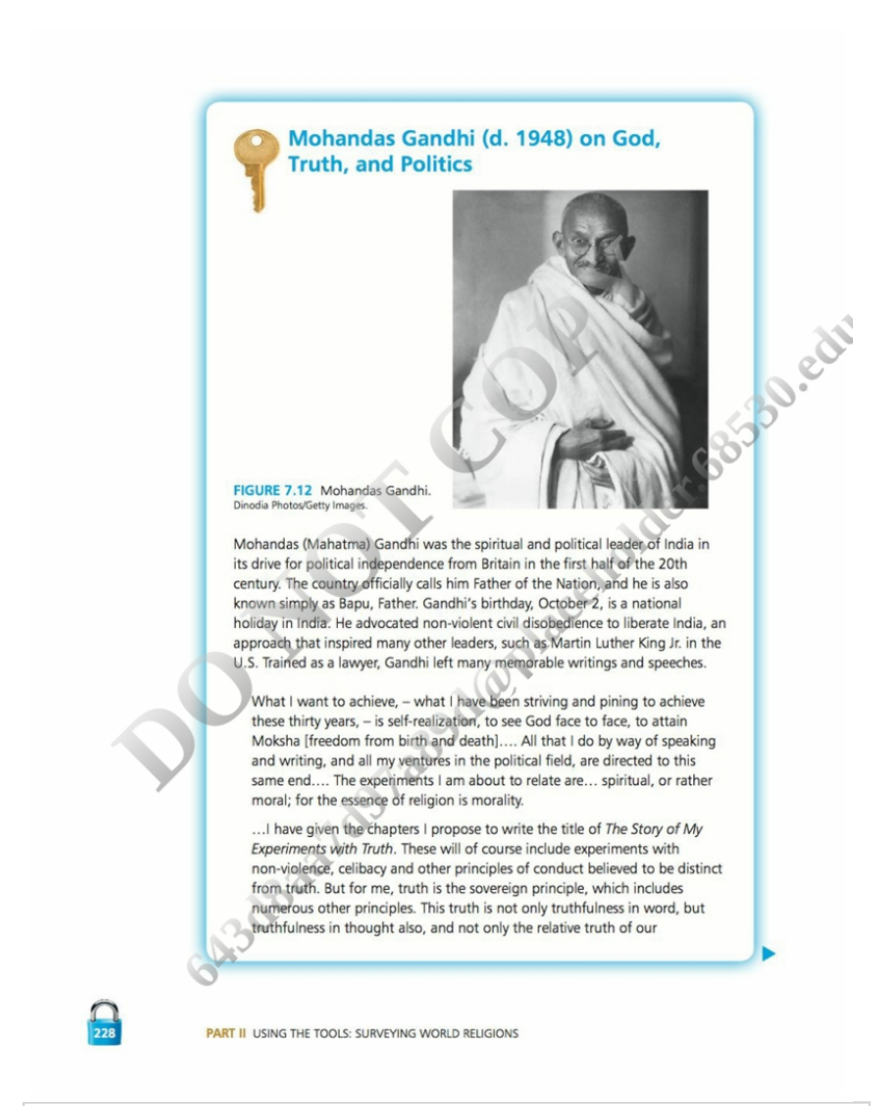 Mohandas Gandhi (d. 1948) on God,
Truth, and Politics
FIGURE 7.12 Mohandas Gandhi.
Dinodia Photos/Getty Images.
Mohandas (Mahatma) Gandhi was the spiritual and political leader of India in
its drive for political independence from Britain in the first half of the 20th
century. The country officially calls him Father of the Nation, and he is also
known simply as Bapu, Father. Gandhi's birthday, October 2, is a national
holiday in India. He advocated non-violent civil disobedience to liberate India, an
approach that inspired many other leaders, such as Martin Luther King Jr. in the
U.S. Trained as a lawyer, Gandhi left many memorable writings and speeches.
What I want to achieve, – what I have been striving and pining to achieve
these thirty years, – is self-realization, to see God face to face, to attain
Moksha [freedom from birth and death]…. All that I do by way of speaking
and writing, and all my ventures in the political field, are directed to this
same end…. The experiments I am about to relate are… spiritual, or rather
moral; for the essence of religion is morality.
…I have given the chapters I propose to write the title of The Story of My
Experiments with Truth. These will of course include experiments with
non-violence, celibacy and other principles of conduct believed to be distinct
from truth. But for me, truth is the sovereign principle, which includes
numerous other principles. This truth is not only truthfulness in word, but
truthfulness in thought also, and not only the relative truth of our
228
PART II USING THE TOOLS: SURVEYING WORLD RELIGIONS
DO NOT COPY